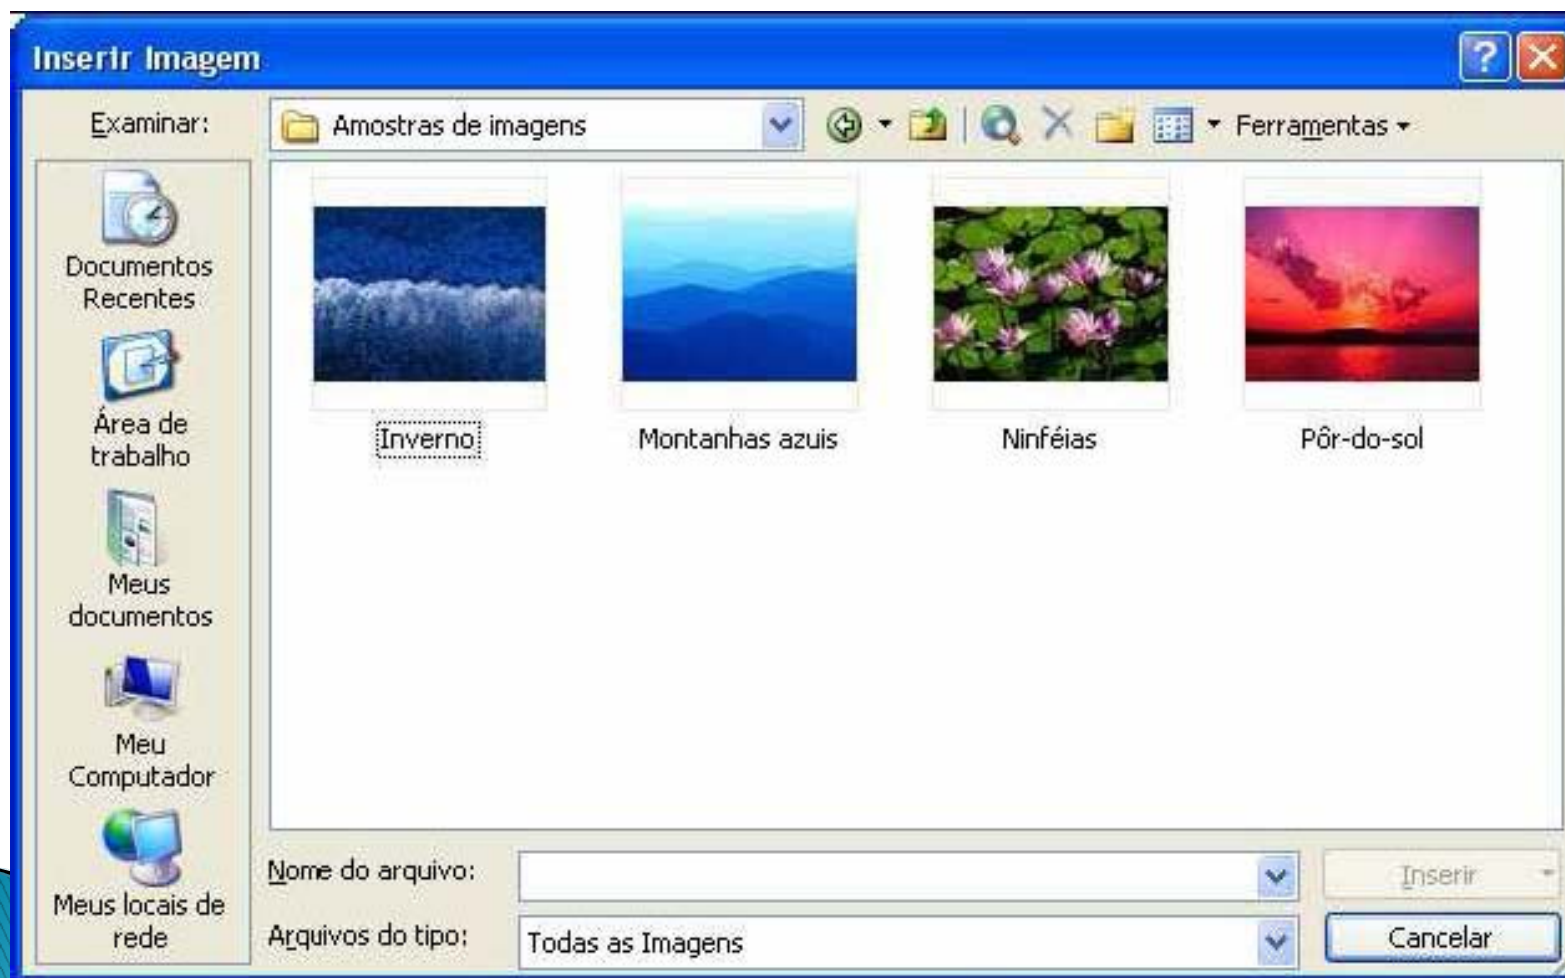 Inserir Imagem
Examinar:
Amostras de imagens
Ferramentas
Documentos
Recentes
Área de
trabalho
Meus
documentos
Meu
Computador
Meus locais de
rede
Inverno
Montanhas azuis
Ninféias
Pôr-do-sol
Nome do arquivo:
Inserir
Arquivos do tipo:
Todas as Imagens
Cancelar